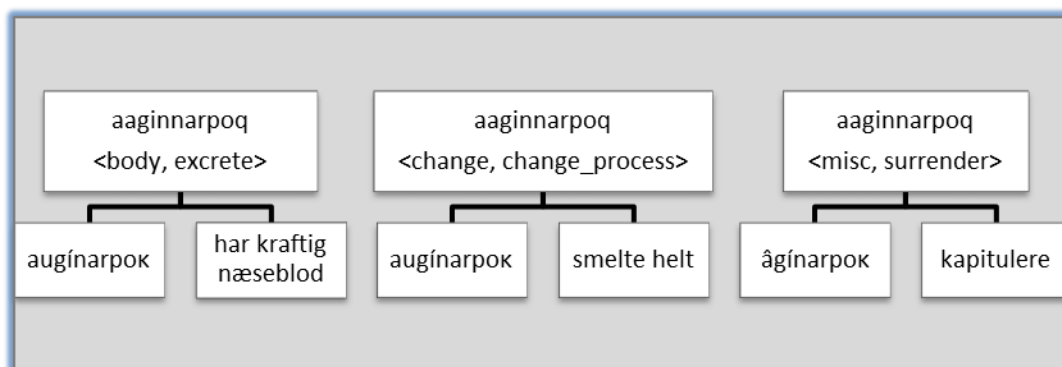 aaginnarpoq
<body, excrete>
aaginnarpoq
<change, change_process>
aaginnarpoq
<misc, surrender>
augínarpoĸ
har kraftig
næseblod
augínarpoĸ
smelte helt
âgínarpoĸ
kapitulere